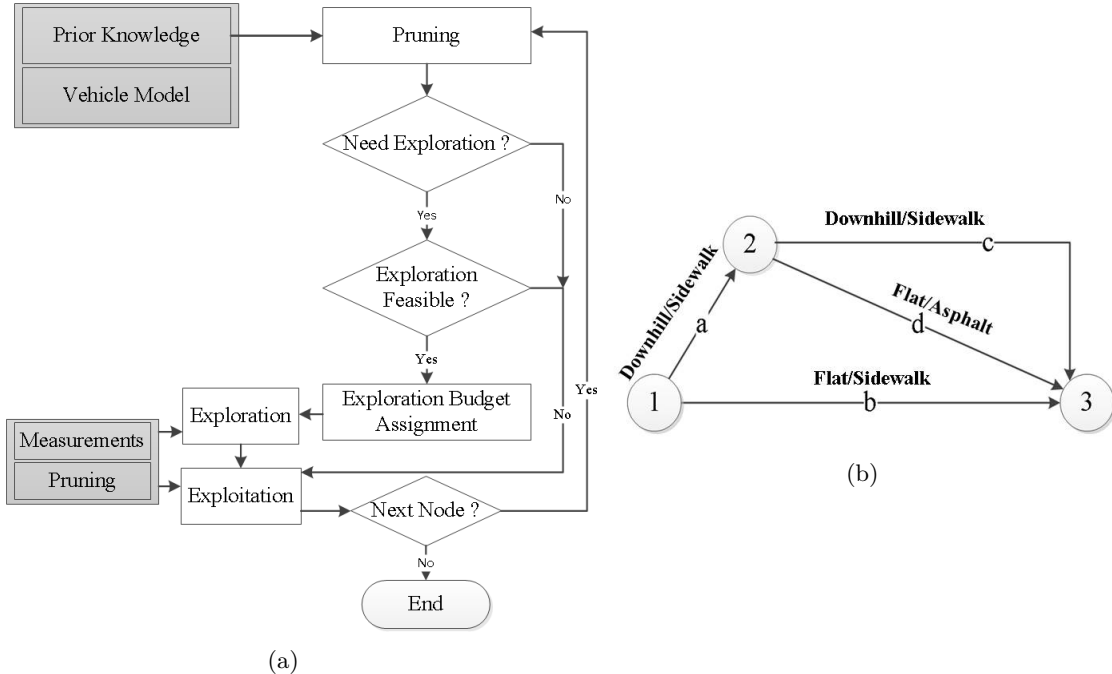 Prior Knowledge
Vehicle Model
Pruning
Need Exploration ?
No
Yes
Exploration
Feasible ?
Yes
No
Yes
Exploration Budget
Assignment
Exploration
Measurements
Pruning
Exploitation
Next Node ?
No
End
(a)
Downhill/Sidewalk
2
c
Downhill/Sidewalk
a
Flat/Asphalt
d
Flat/Sidewalk
1
b
3
(b)